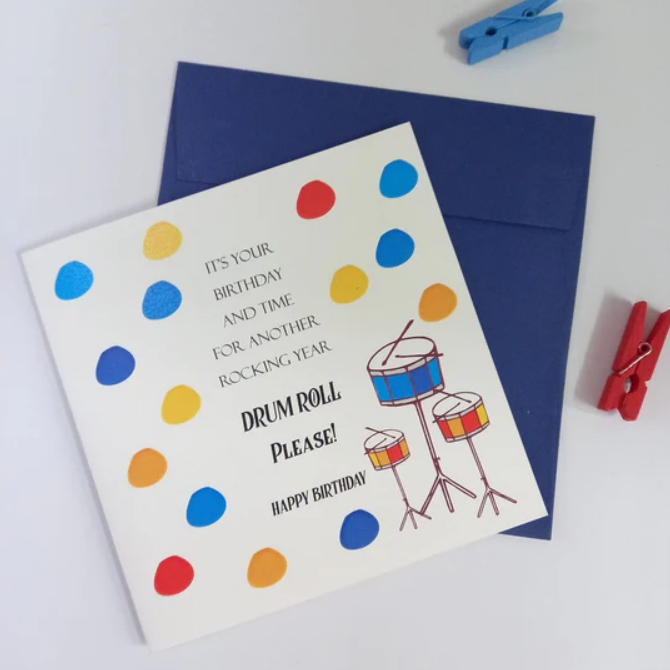 IT'S YOUR
BIRTHDAY
AND TIME
FOR ANOTHER
ROCKING YEAR
DRUM ROLL
PLEASE!
HAPPY BIRTHDAY